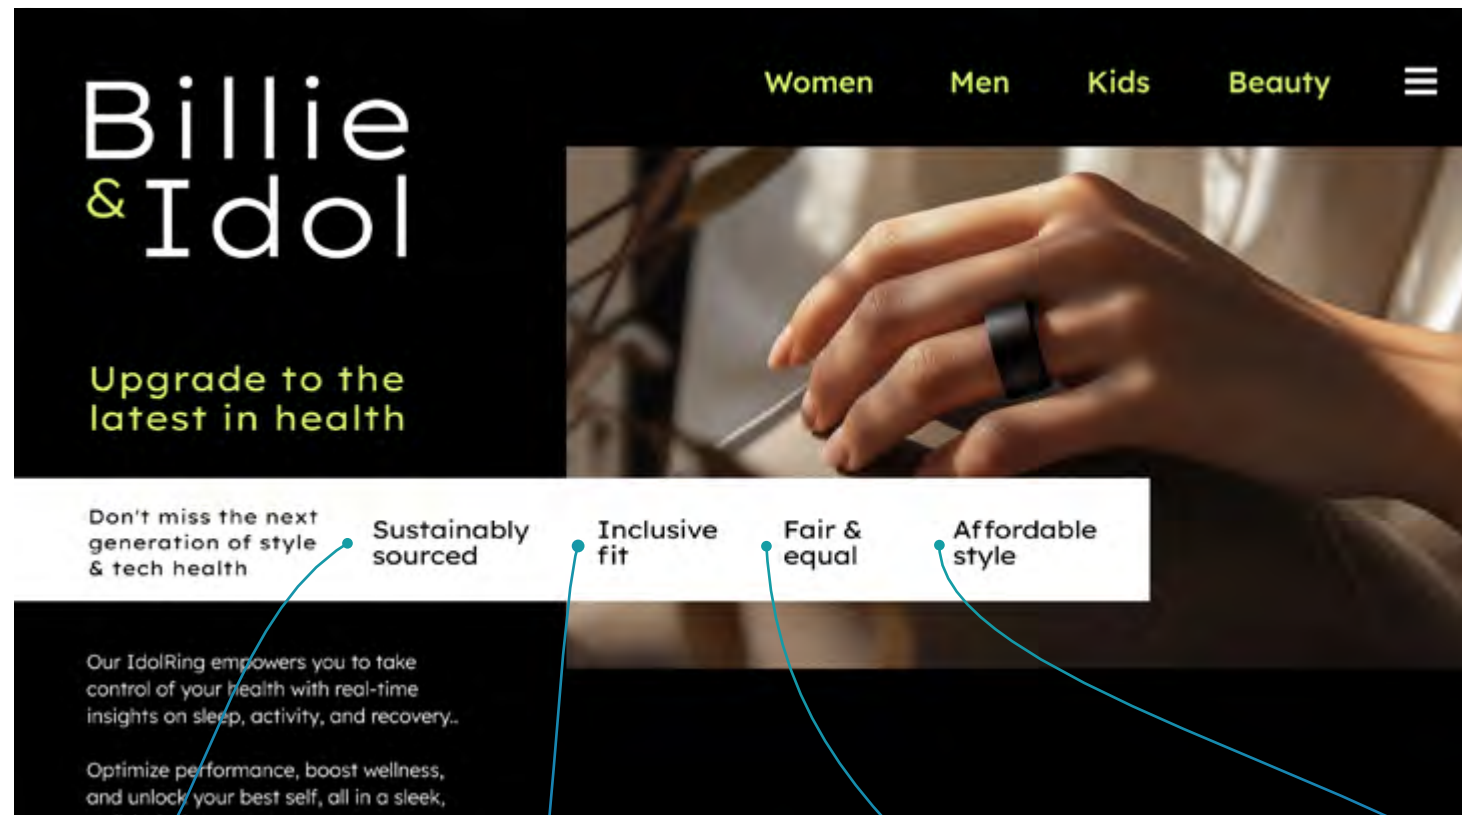 Billie
& Idol
Women Men Kids Beauty
Upgrade to the
latest in health
Don't miss the next
generation of style
& tech health
Sustainably
sourced
Inclusive
fit
Fair &
equal
Affordable
style
Our IdolRing empowers you to take
control of your health with real-time
insights on sleep, activity, and recovery..
Optimize performance, boost wellness,
and unlock your best self, all in a sleek,